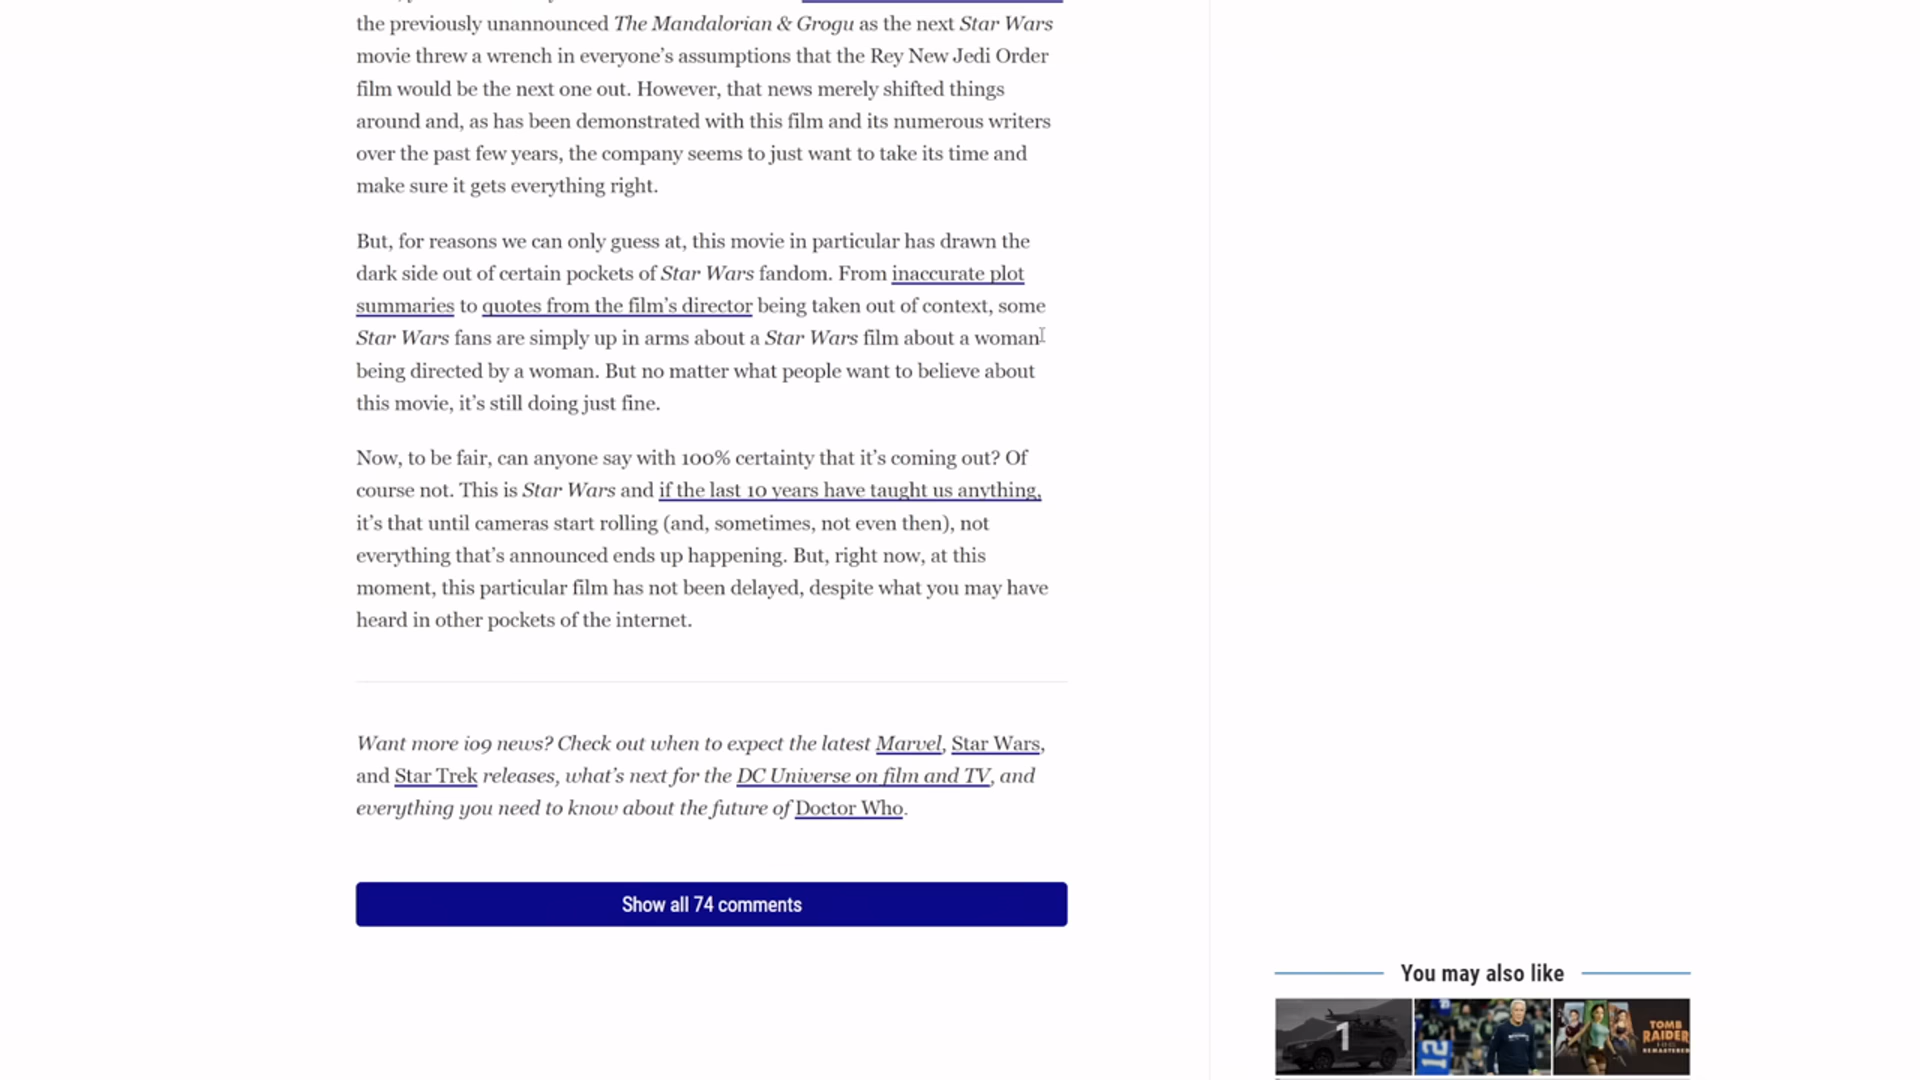 the previously unannounced The Mandalorian & Grogu as the next Star Wars
movie threw a wrench in everyone’s assumptions that the Rey New Jedi Order
film would be the next one out. However, that news merely shifted things
around and, as has been demonstrated with this film and its numerous writers
over the past few years, the company seems to just want to take its time and
make sure it gets everything right.
But, for reasons we can only guess at, this movie in particular has drawn the
dark side out of certain pockets of Star Wars fandom. From inaccurate plot
summaries to quotes from the film’s director being taken out of context, some
Star Wars fans are simply up in arms about a Star Wars film about a woman
being directed by a woman. But no matter what people want to believe about
this movie, it’s still doing just fine.
Now, to be fair, can anyone say with 100% certainty that it’s coming out? Of
course not. This is Star Wars and if the last 10 years have taught us anything,
it’s that until cameras start rolling (and, sometimes, not even then), not
everything that’s announced ends up happening. But, right now, at this
moment, this particular film has not been delayed, despite what you may have
heard in other pockets of the internet.
Want more io9 news? Check out when to expect the latest Marvel, Star Wars,
and Star Trek releases, what’s next for the DC Universe on film and TV, and
everything you need to know about the future of Doctor Who.
Show all 74 comments
You may also like
1
12
TOMB
RAIDER
REMASTERED